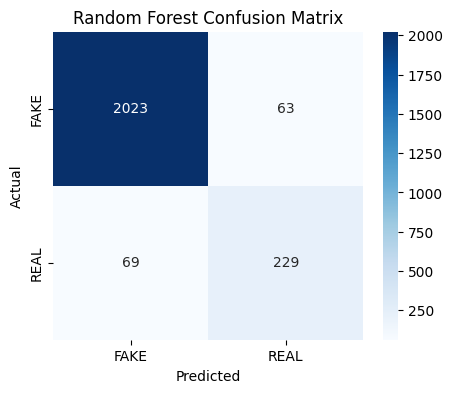 Random Forest Confusion Matrix
2000
1750
1500
1250
1000
750
500
250
Actual
FAKE
REAL
2023 63
69 229
FAKE REAL
Predicted